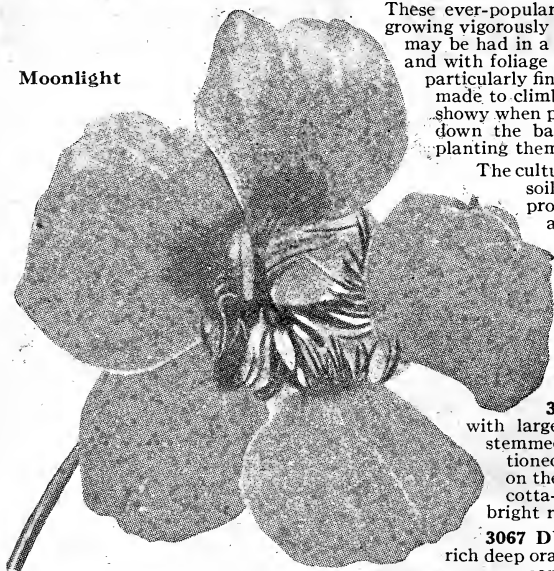 Moonlight
These ever-popular
growing vigorously
may be had in a
and with foliage
particularly fin
made to climb
showy when p
down the ba
planting them
The cultu
soil
pro
a
3
with large
stemmed
tioned
on the
cotta-
bright r
3067 D
rich deep ora